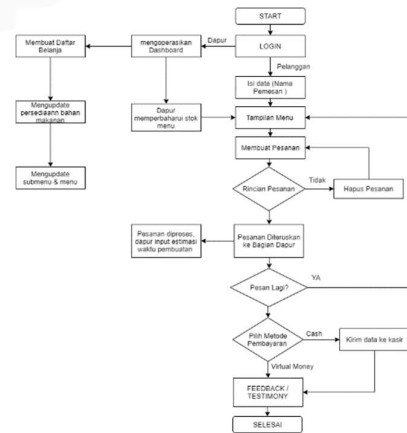 START
LOGIN
Dapur
mengoperasikan
Dashboard
Membuat Daftar
Belanja
Pelanggan
Isi data (Nama
Pemesan )
Mengupdate
persediaann bahan
makanan
Dapur
memperbaharui stok
menu
Tampilan Menu
Membuat Pesanan
Mengupdate
submenu & menu
Rincian Pesanan
Tidak
Hapus Pesanan
Pesanan diproses,
dapur input estimasi
waktu pembuatan
Pesanan Diteruskan
ke Bagian Dapur
Pesan Lagi?
YA
Pilih Metode
Pembayaran
Cash
Kirim data ke kasir
Virtual Money
FEEDBACK /
TESTIMONY
SELESAI